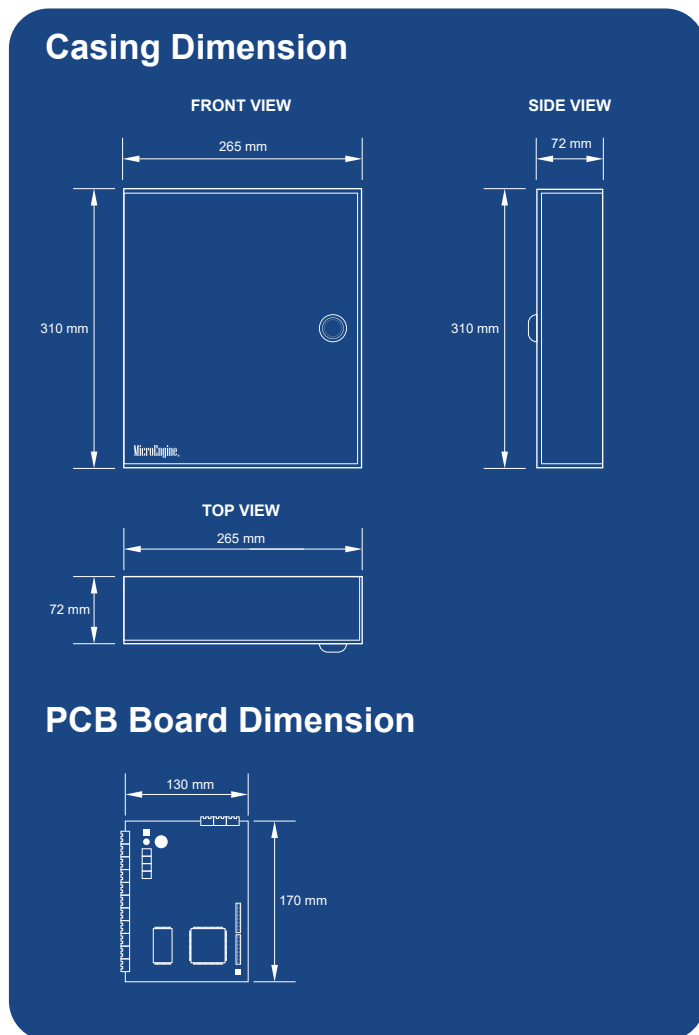 Casing Dimension
FRONT VIEW
SIDE VIEW
265 mm
72 mm
310 mm
310 mm
MicroEngine
TOP VIEW
265 mm
72 mm
PCB Board Dimension
130 mm
170 mm